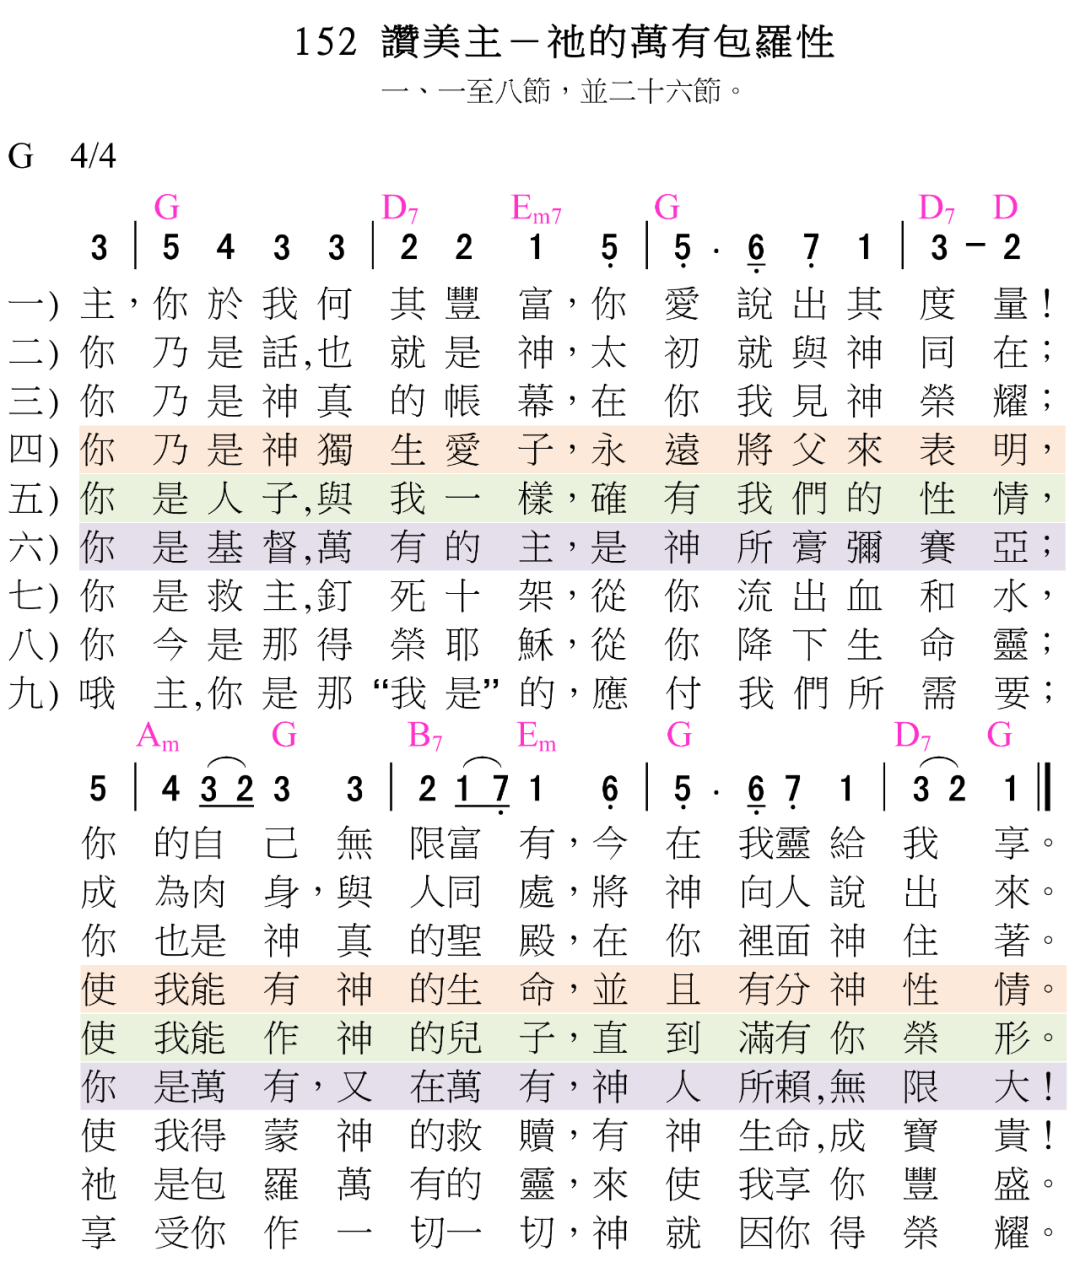 152 讚美主－祂的萬有包羅性
一、一至八節，並二十六節。
G 4/4
G D7 Em7 G D7 D
3 | 5 4 3 3 | 2 2 1 5̣ | 5̣ . 6̣ 7̣ 1 | 3 – 2
一) 主，你於我何其豐富，你愛說出其度量！
二) 你乃是話,也就是神，太初就與神同在；
三) 你乃是神真的帳幕，在你我見神榮耀；
四) 你乃是神獨生愛子，永遠將父來表明，
五) 你是人子,與我一樣，確有我們的性情，
六) 你是基督,萬有的主，是神所膏彌賽亞；
七) 你是救主,釘死十架，從你流出血和水，
八) 你今是那得榮耶穌，從你降下生命靈；
九) 哦主,你是那“我是”的，應付我們所需要；
Am G B7 Em G D7 G
5 | 4 3 2 3 3 | 2 1 7̣ 1 6̣ | 5̣ . 6̣ 7̣ 1 | 3 2 1 ‖
你的自己無限富有，今在我靈給我享。
成為肉身，與人同處，將神向人說出來。
你也是神真的聖殿，在你裡面神住著。
使我能有神的生命，並且有分神性情。
使我能作神的兒子，直到滿有你榮形。
你是萬有，又在萬有，神人所賴,無限大！
使我得蒙神的救贖，有神生命,成寶貴！
祂是包羅萬有的靈，來使我享你豐盛。
享受你作一切一切，神就因你得榮耀。